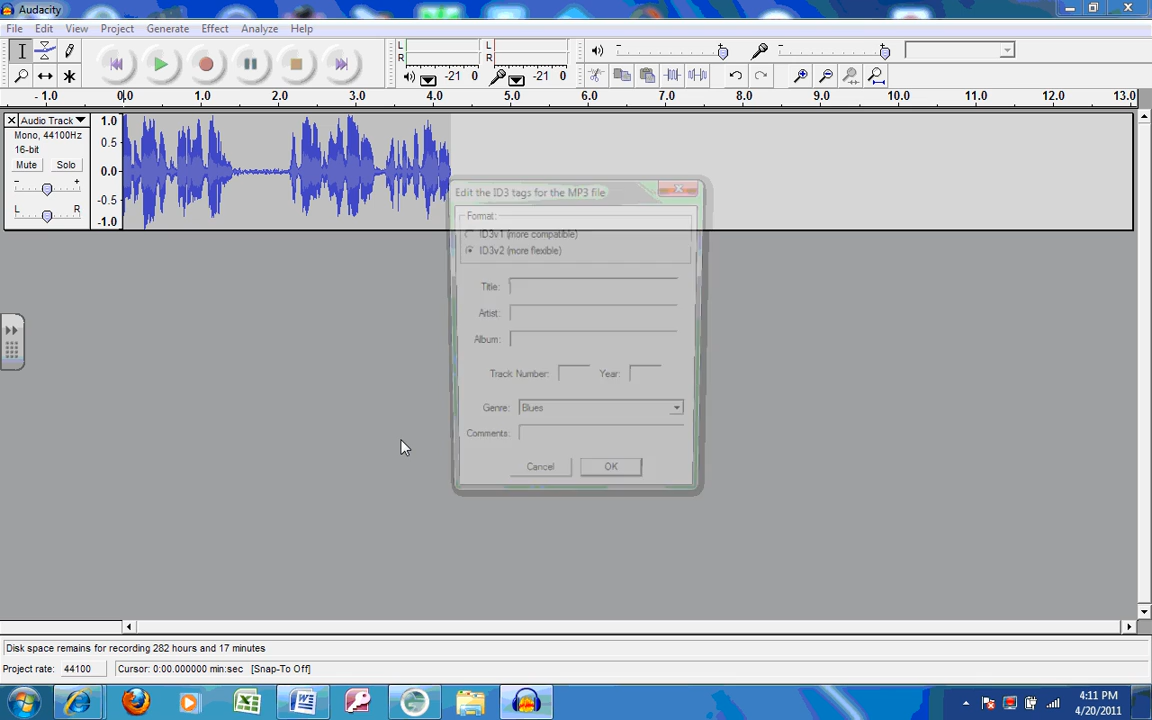 Audacity
File Edit View Project Generate Effect Analyze Help
L
R
-21 0
L
R
-21 0
- 1.0 0.0 1.0 2.0 3.0 4.0 5.0 6.0 7.0 8.0 9.0 10.0 11.0 12.0 13.0
Audio Track
Mono, 44100Hz
16-bit
Mute Solo
- +
L R
1.0
0.5
0.0
-0.5
-1.0
Edit the ID3 tags for the MP3 file
Format:
ID3v1 (more compatible)
ID3v2 (more flexible)
Title:
Artist:
Album:
Track Number: Year:
Genre: Blues
Comments:
Cancel OK
Disk space remains for recording 282 hours and 17 minutes
Project rate: 44100 Cursor: 0:00.000000 min:sec [Snap-To Off]
4:11 PM
4/20/2011